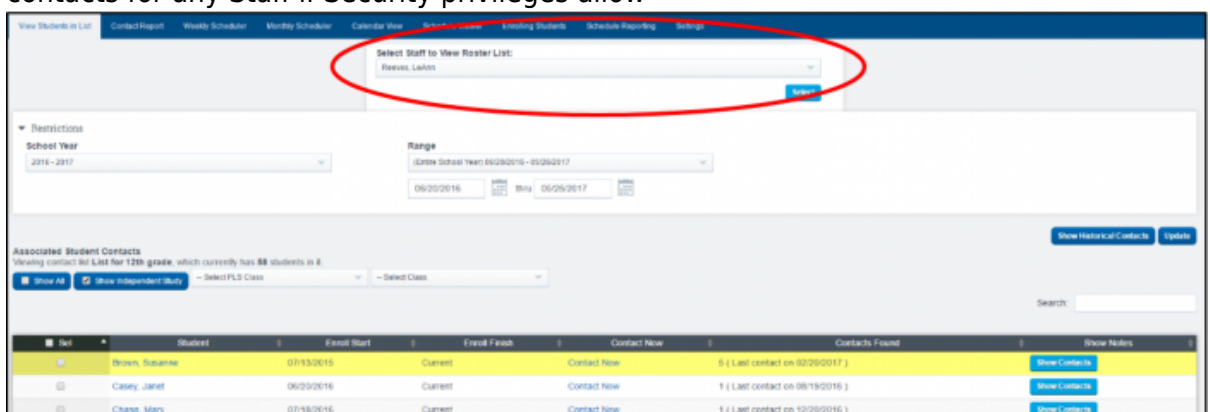 contacts for any Staff if Security privileges allow
View Students in List Contact Report Weekly Scheduler Monthly Scheduler Calendar View Schedule Viewer Enrolling Students Schedule Reporting Settings
Select Staff to View Roster List:
Reeves, LeAnn
Select
Restrictions
School Year Range
2016 - 2017 (Entire School Year) 06/20/2016 - 05/26/2017
06/20/2016 thru 05/26/2017
Show Historical Contacts Update
Associated Student Contacts
Viewing contact list List for 12th grade, which currently has 58 students in it.
Show All Show Independent Study -- Select PLS Class -- Select Class
Search:
Sel Student Enroll Start Enroll Finish Contact Now Contacts Found Show Notes
Brown, Susanne 07/13/2015 Current Contact Now 5 ( Last contact on 02/20/2017 ) Show Contacts
Casey, Janet 06/20/2016 Current Contact Now 1 ( Last contact on 08/19/2016 ) Show Contacts
Chang, Mary 07/18/2016 Current Contact Now 1 ( Last contact on 12/20/2016 ) Show Contacts